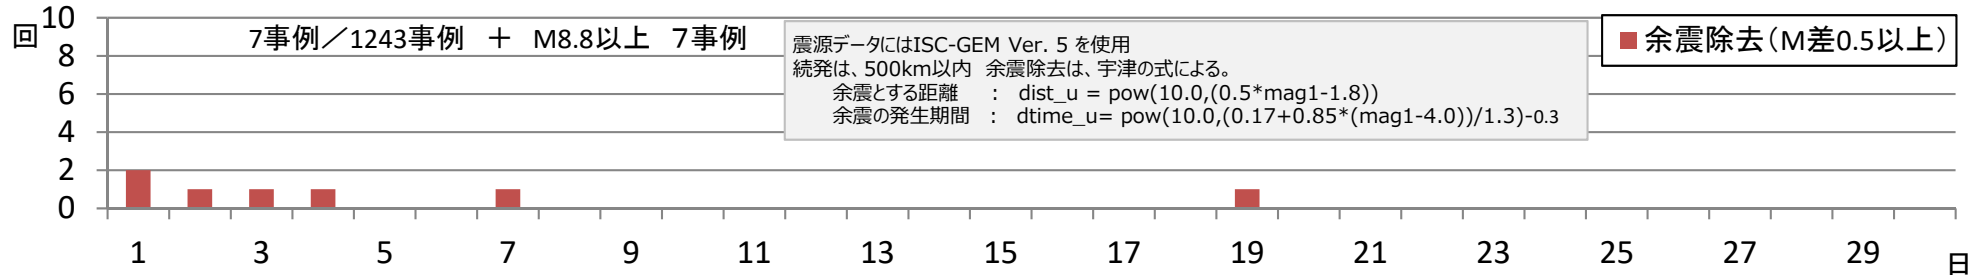 回
10
8
6
4
2
0
7事例／1243事例　＋　M8.8以上　７事例
震源データにはISC-GEM Ver. 5 を使用
続発は、500km以内　余震除去は、宇津の式による。
余震とする距離　：　dist_u = pow(10.0,(0.5*mag1-1.8))
余震の発生期間　：　dtime_u= pow(10.0,(0.17+0.85*(mag1-4.0))/1.3)-0.3
余震除去（M差0.5以上）
1 3 5 7 9 11 13 15 17 19 21 23 25 27 29 日